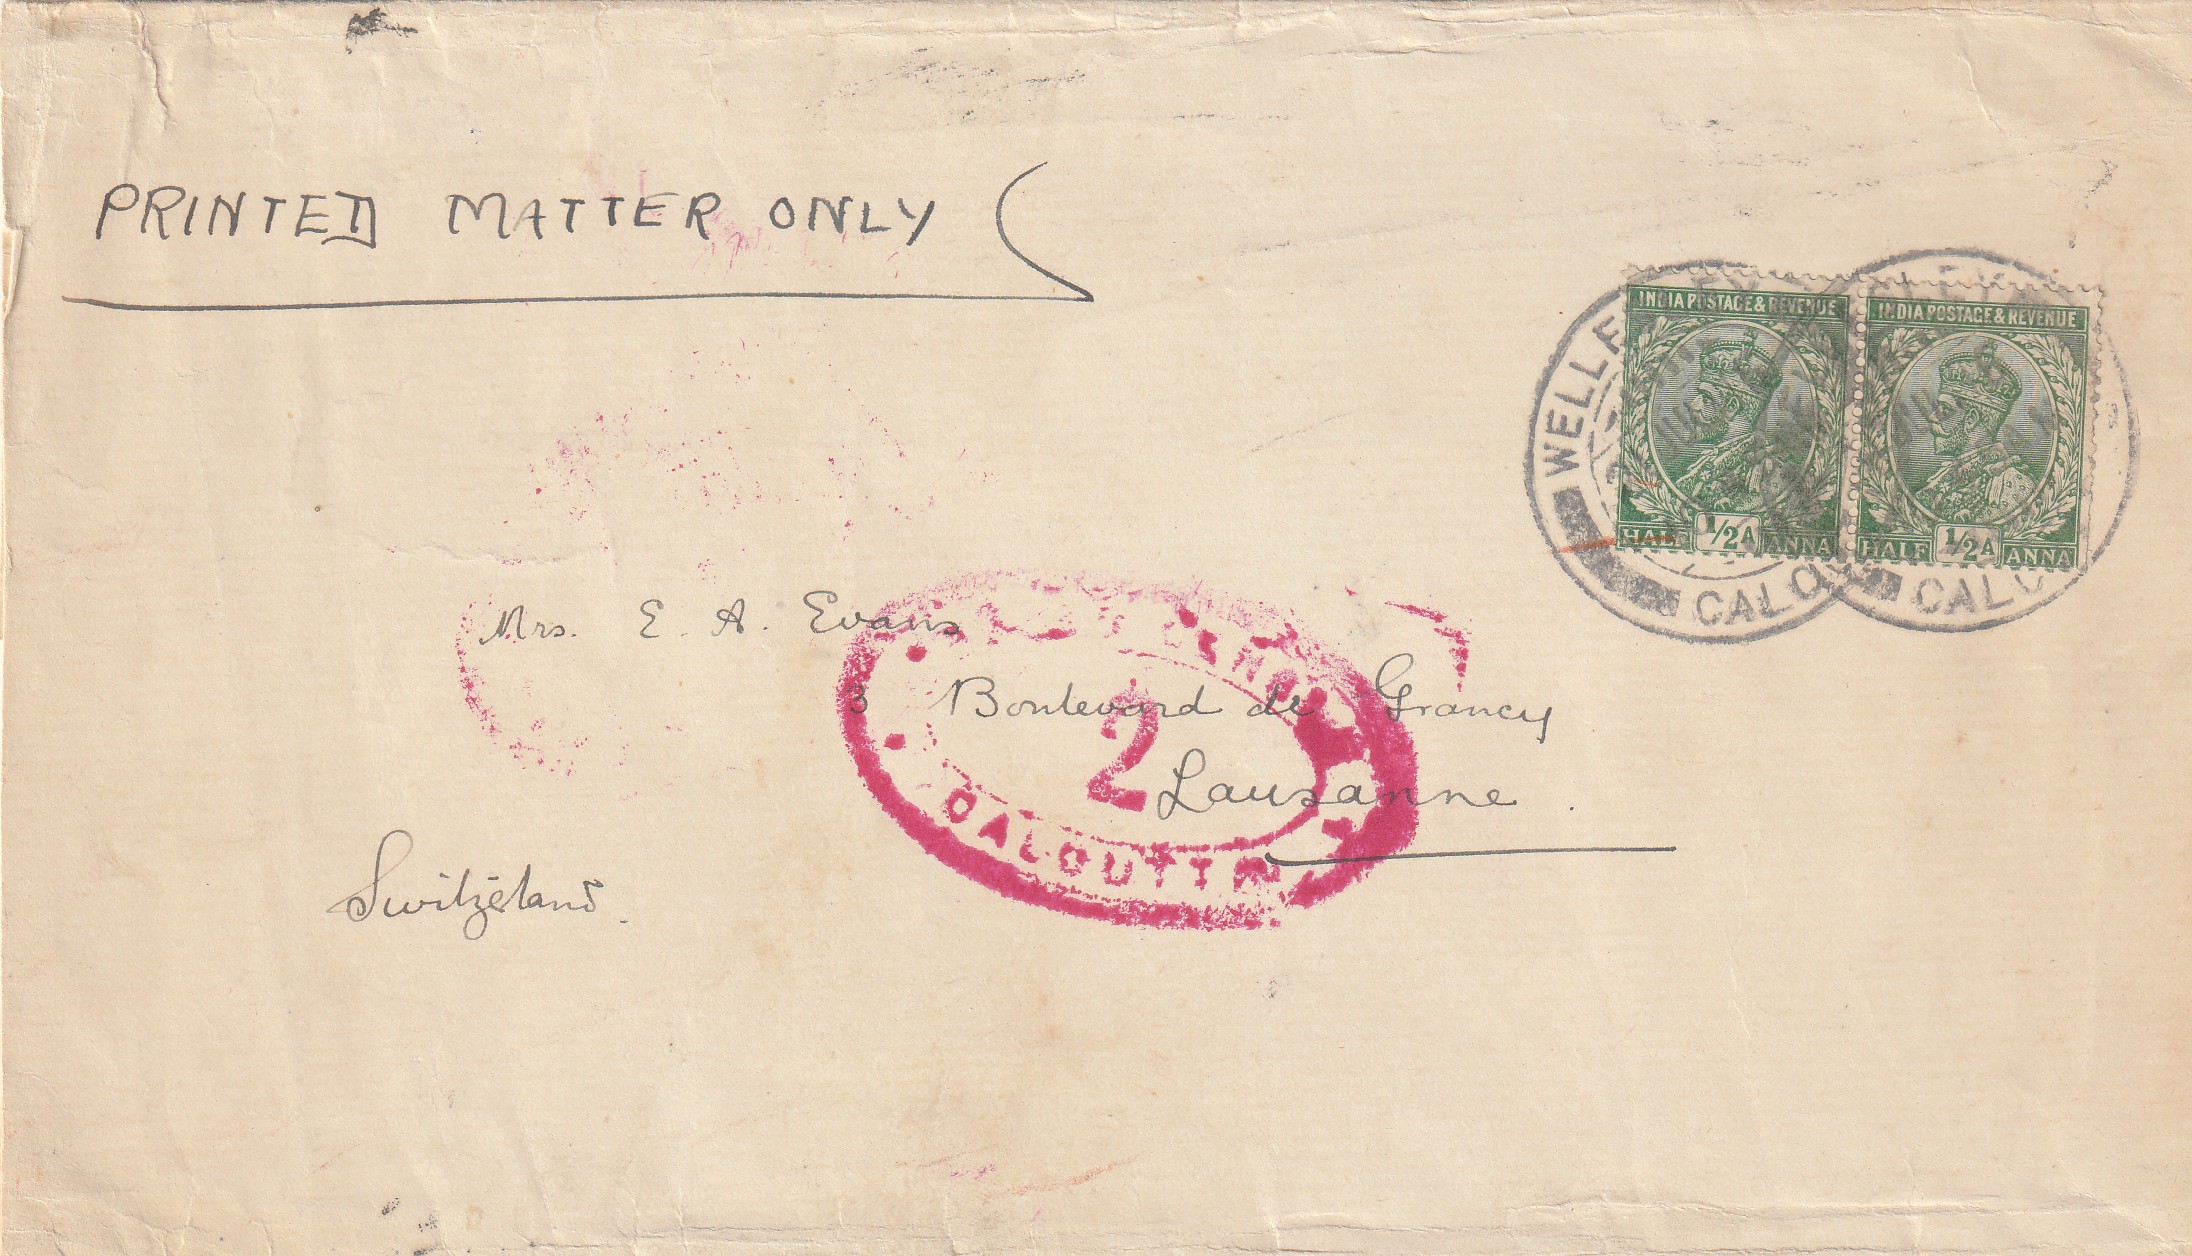 PRINTED MATTER ONLY
INDIA POSTAGE & REVENUE
INDIA POSTAGE & REVENUE
HALF 1/2A ANNA
HALF 1/2A ANNA
Mrs. E. A. Evans
3 Boulevard de Grancy
Lausanne.
Switzerland.
2
CALCUTTA